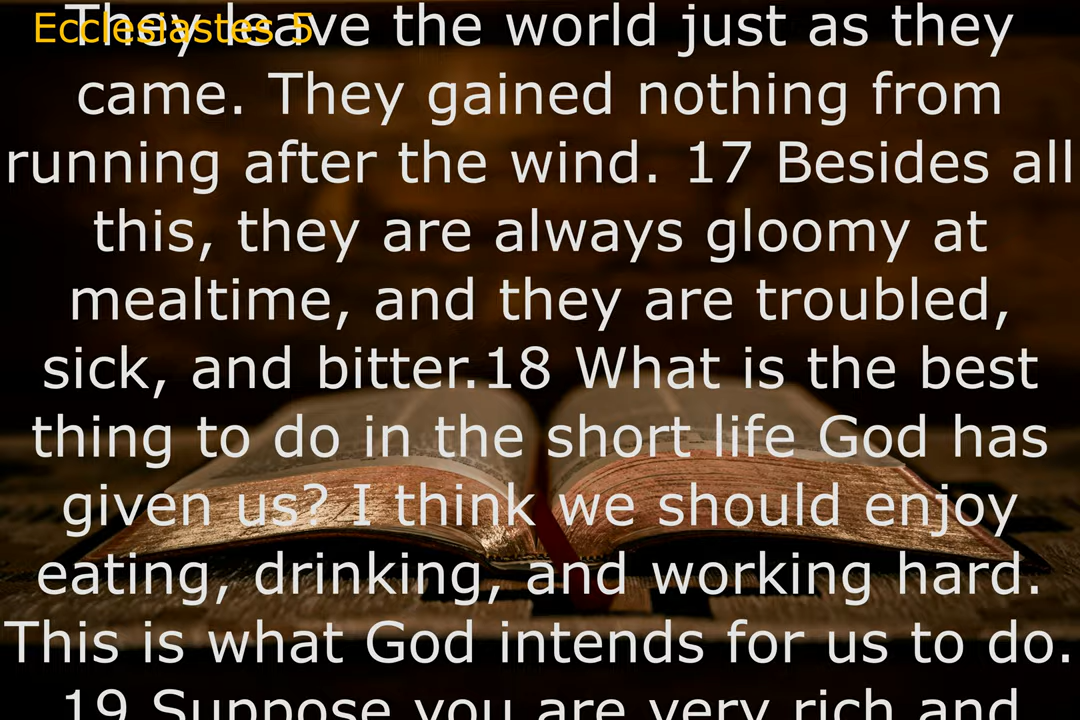 Ecclesiastes 5
They leave the world just as they
came. They gained nothing from
running after the wind. 17 Besides all
this, they are always gloomy at
mealtime, and they are troubled,
sick, and bitter.18 What is the best
thing to do in the short life God has
given us? I think we should enjoy
eating, drinking, and working hard.
This is what God intends for us to do.
19 Suppose you are very rich and